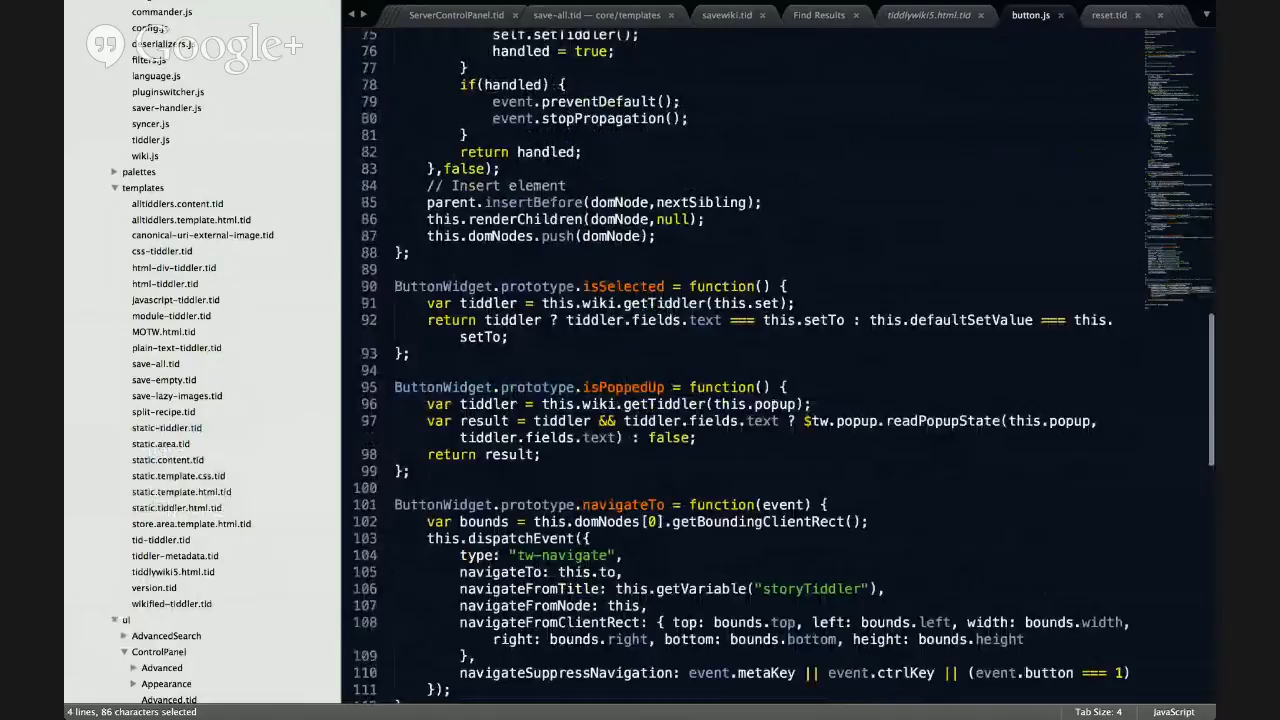 commander.js
config.js
deserializers.js
filters.js
language.js
pluginswitcher.js
saver-handler.js
syncer.js
tiddler.js
wiki.js
palettes
templates
alltiddlers.content.tid
alltiddlers.template.html.tid
canonical-uri-external-image.tid
css-tiddler.tid
html-div-tiddler.tid
html-tiddler.tid
javascript-tiddler.tid
module-tiddler.tid
MOTW.html.tid
plain-text-tiddler.tid
save-all.tid
save-empty.tid
save-lazy-images.tid
split-recipe.tid
static-tiddler.tid
static.area.tid
static.content.tid
static.template.css.tid
static.template.html.tid
static.tiddler.html.tid
store.area.template.html.tid
tid-tiddler.tid
tiddler-metadata.tid
tiddlywiki5.html.tid
version.tid
wikified-tiddler.tid
ui
AdvancedSearch
ControlPanel
Advanced
Appearance
Advanced.tid
Google+
ServerControlPanel.tid × save-all.tid — core/templates × savewiki.tid × Find Results × tiddlywiki5.html.tid × button.js × reset.tid × ×
75 self.setTiddler();
76 handled = true;
77
78 if(handled) {
79 event.preventDefault();
80 event.stopPropagation();
81 }
82 return handled;
83 },false);
84 // Insert element
85 parent.insertBefore(domNode,nextSibling);
86 this.renderChildren(domNode,null);
87 this.domNodes.push(domNode);
88 };
89
90 ButtonWidget.prototype.isSelected = function() {
91 var tiddler = this.wiki.getTiddler(this.set);
92 return tiddler ? tiddler.fields.text === this.setTo : this.defaultSetValue === this.
setTo;
93 };
94
95 ButtonWidget.prototype.isPoppedUp = function() {
96 var tiddler = this.wiki.getTiddler(this.popup);
97 var result = tiddler && tiddler.fields.text ? $tw.popup.readPopupState(this.popup,
tiddler.fields.text) : false;
98 return result;
99 };
100
101 ButtonWidget.prototype.navigateTo = function(event) {
102 var bounds = this.domNodes[0].getBoundingClientRect();
103 this.dispatchEvent({
104 type: "tw-navigate",
105 navigateTo: this.to,
106 navigateFromTitle: this.getVariable("storyTiddler"),
107 navigateFromNode: this,
108 navigateFromClientRect: { top: bounds.top, left: bounds.left, width: bounds.width,
right: bounds.right, bottom: bounds.bottom, height: bounds.height
109 },
110 navigateSuppressNavigation: event.metaKey || event.ctrlKey || (event.button === 1)
111 });
4 lines, 86 characters selected
Tab Size: 4 JavaScript